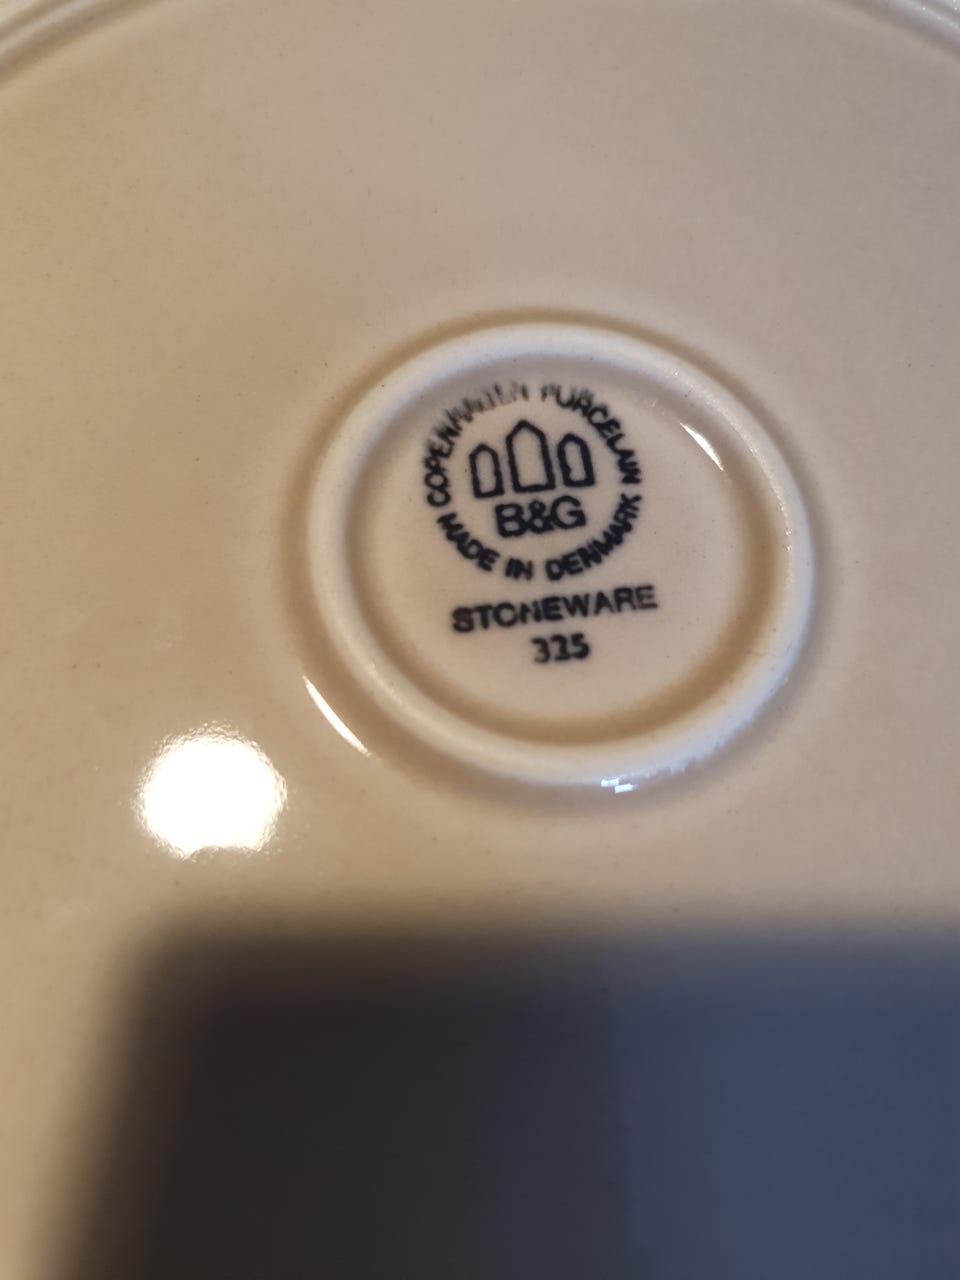 COPENHAGEN PORCELAIN
B&G
MADE IN DENMARK
STONEWARE
325